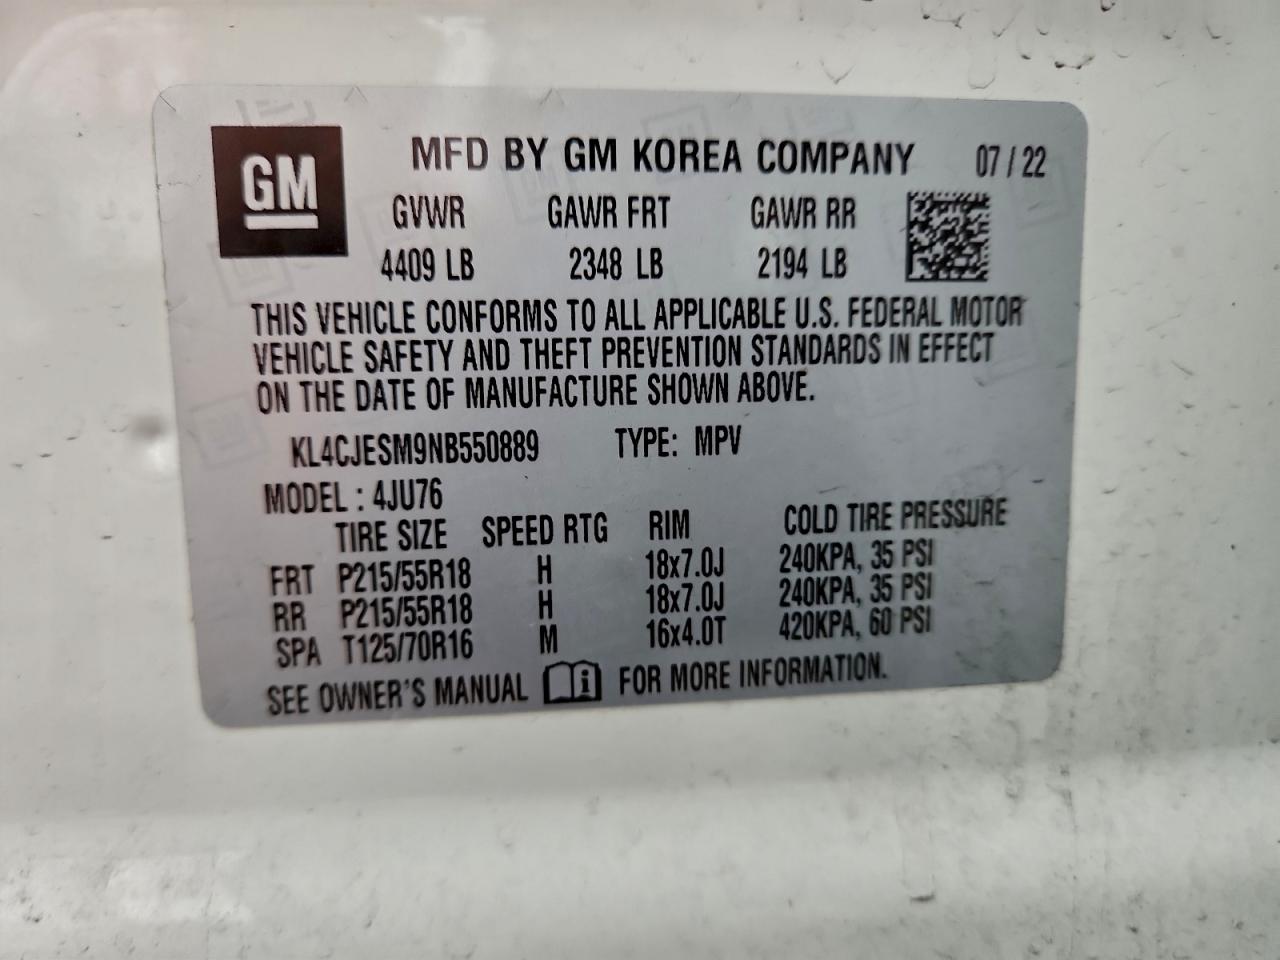 GM
MFD BY GM KOREA COMPANY 07 / 22
GVWR GAWR FRT GAWR RR
4409 LB 2348 LB 2194 LB
THIS VEHICLE CONFORMS TO ALL APPLICABLE U.S. FEDERAL MOTOR
VEHICLE SAFETY AND THEFT PREVENTION STANDARDS IN EFFECT
ON THE DATE OF MANUFACTURE SHOWN ABOVE.
KL4CJESM9NB550889 TYPE: MPV
MODEL : 4JU76
TIRE SIZE SPEED RTG RIM COLD TIRE PRESSURE
FRT P215/55R18 H 18x7.0J 240KPA, 35 PSI
RR P215/55R18 H 18x7.0J 240KPA, 35 PSI
SPA T125/70R16 M 16x4.0T 420KPA, 60 PSI
SEE OWNER'S MANUAL FOR MORE INFORMATION.